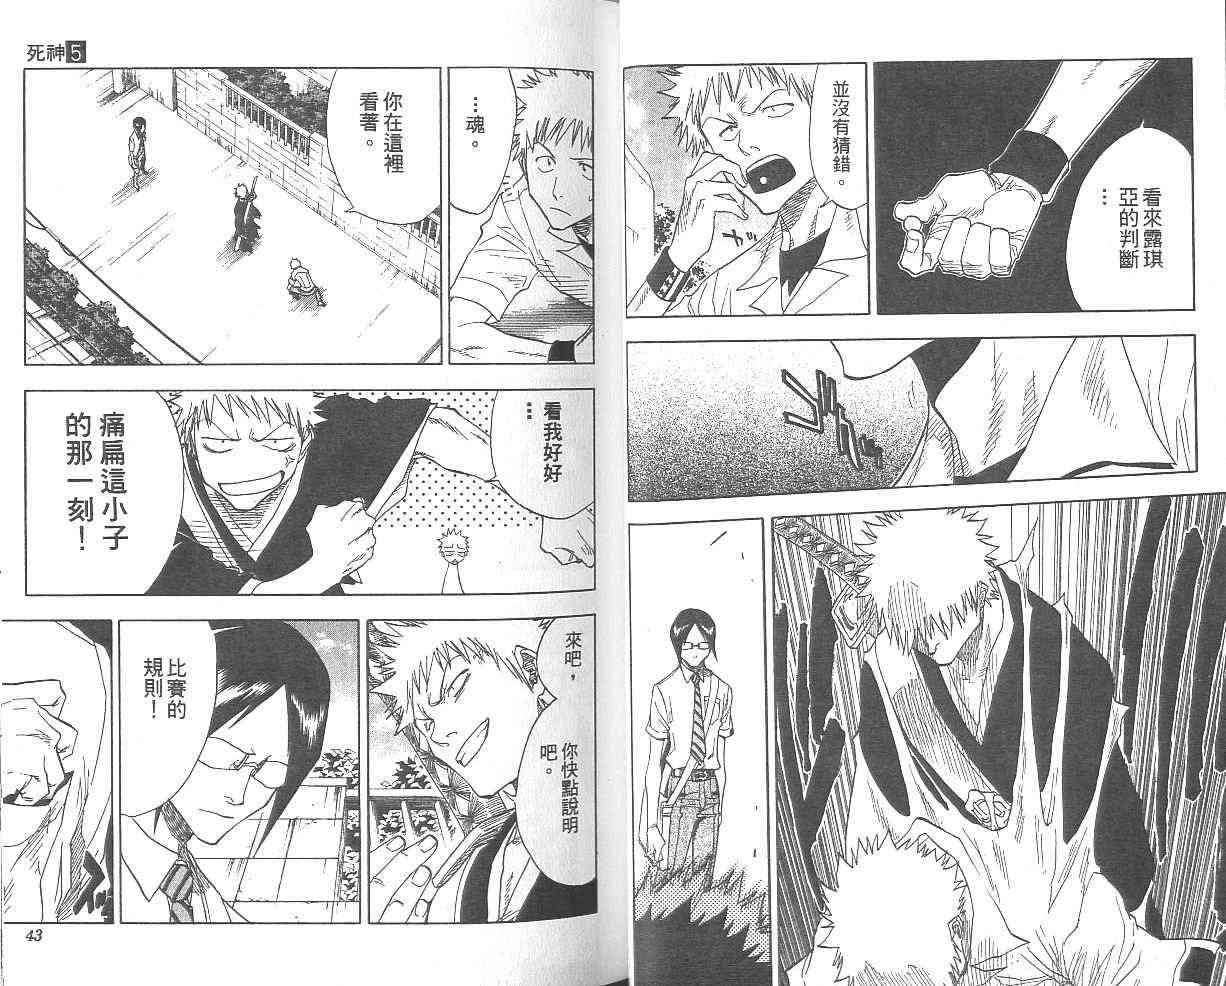 死神5
看來露琪
亞的判斷
…
並沒有猜錯。
…魂。
你在這裡
看著。
看我好好
…
痛扁這小子
的那一刻！
來吧，
你快點說明
吧。
比賽的
規則！
43